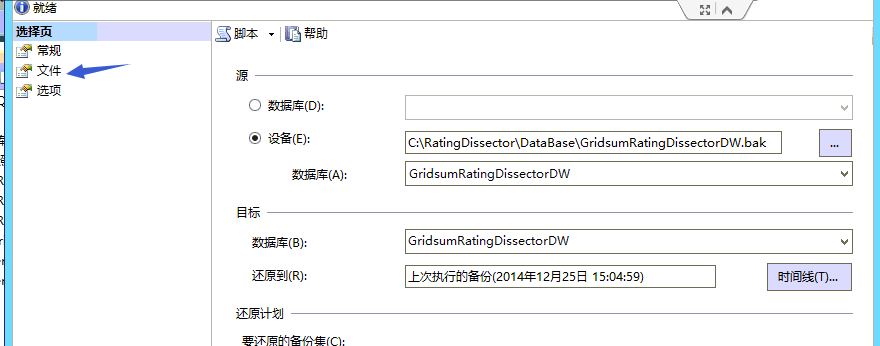 就绪
选择页
常规
文件
选项
脚本 帮助
源
数据库(D):
设备(E): C:\RatingDissector\DataBase\GridsumRatingDissectorDW.bak ...
数据库(A): GridsumRatingDissectorDW
目标
数据库(B): GridsumRatingDissectorDW
还原到(R): 上次执行的备份(2014年12月25日 15:04:59) 时间线(T)...
还原计划
要还原的备份集(C):